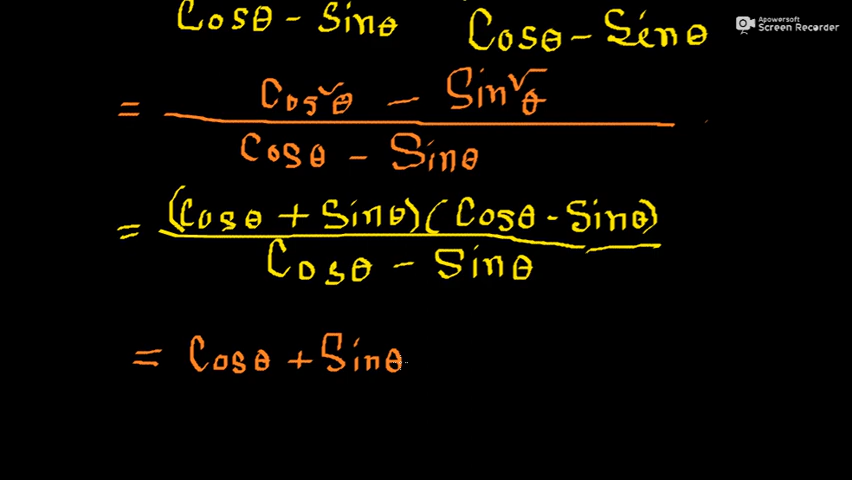 Cosθ - Sinθ Cosθ - Sinθ
Apowersoft
Screen Recorder
= Cos²θ - Sin²θ
Cosθ - Sinθ
= (Cosθ + Sinθ)(Cosθ - Sinθ)
Cosθ - Sinθ
= Cosθ + Sinθ